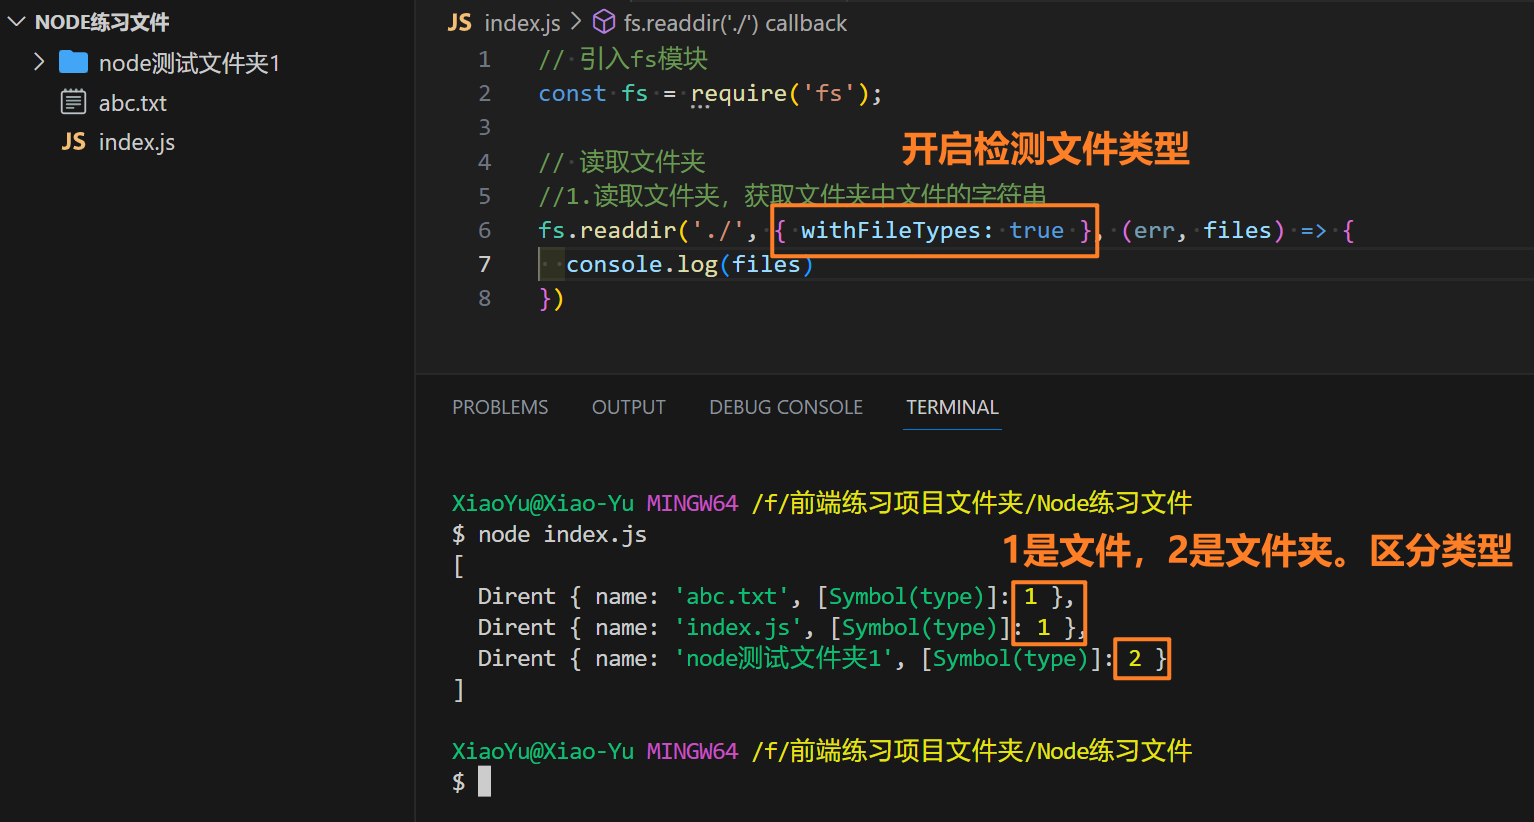 NODE练习文件
node测试文件夹1
abc.txt
JS index.js
JS index.js > fs.readdir('./') callback
1 // 引入fs模块
2 const fs = require('fs');
3
开启检测文件类型
4 // 读取文件夹
5 //1.读取文件夹，获取文件夹中文件的字符串
6 fs.readdir('./', { withFileTypes: true }, (err, files) => {
7 console.log(files)
8 })
PROBLEMS OUTPUT DEBUG CONSOLE TERMINAL
XiaoYu@Xiao-Yu MINGW64 /f/前端练习项目文件夹/Node练习文件
$ node index.js
1是文件，2是文件夹。区分类型
[
Dirent { name: 'abc.txt', [Symbol(type)]: 1 },
Dirent { name: 'index.js', [Symbol(type)]: 1 },
Dirent { name: 'node测试文件夹1', [Symbol(type)]: 2 }
]
XiaoYu@Xiao-Yu MINGW64 /f/前端练习项目文件夹/Node练习文件
$